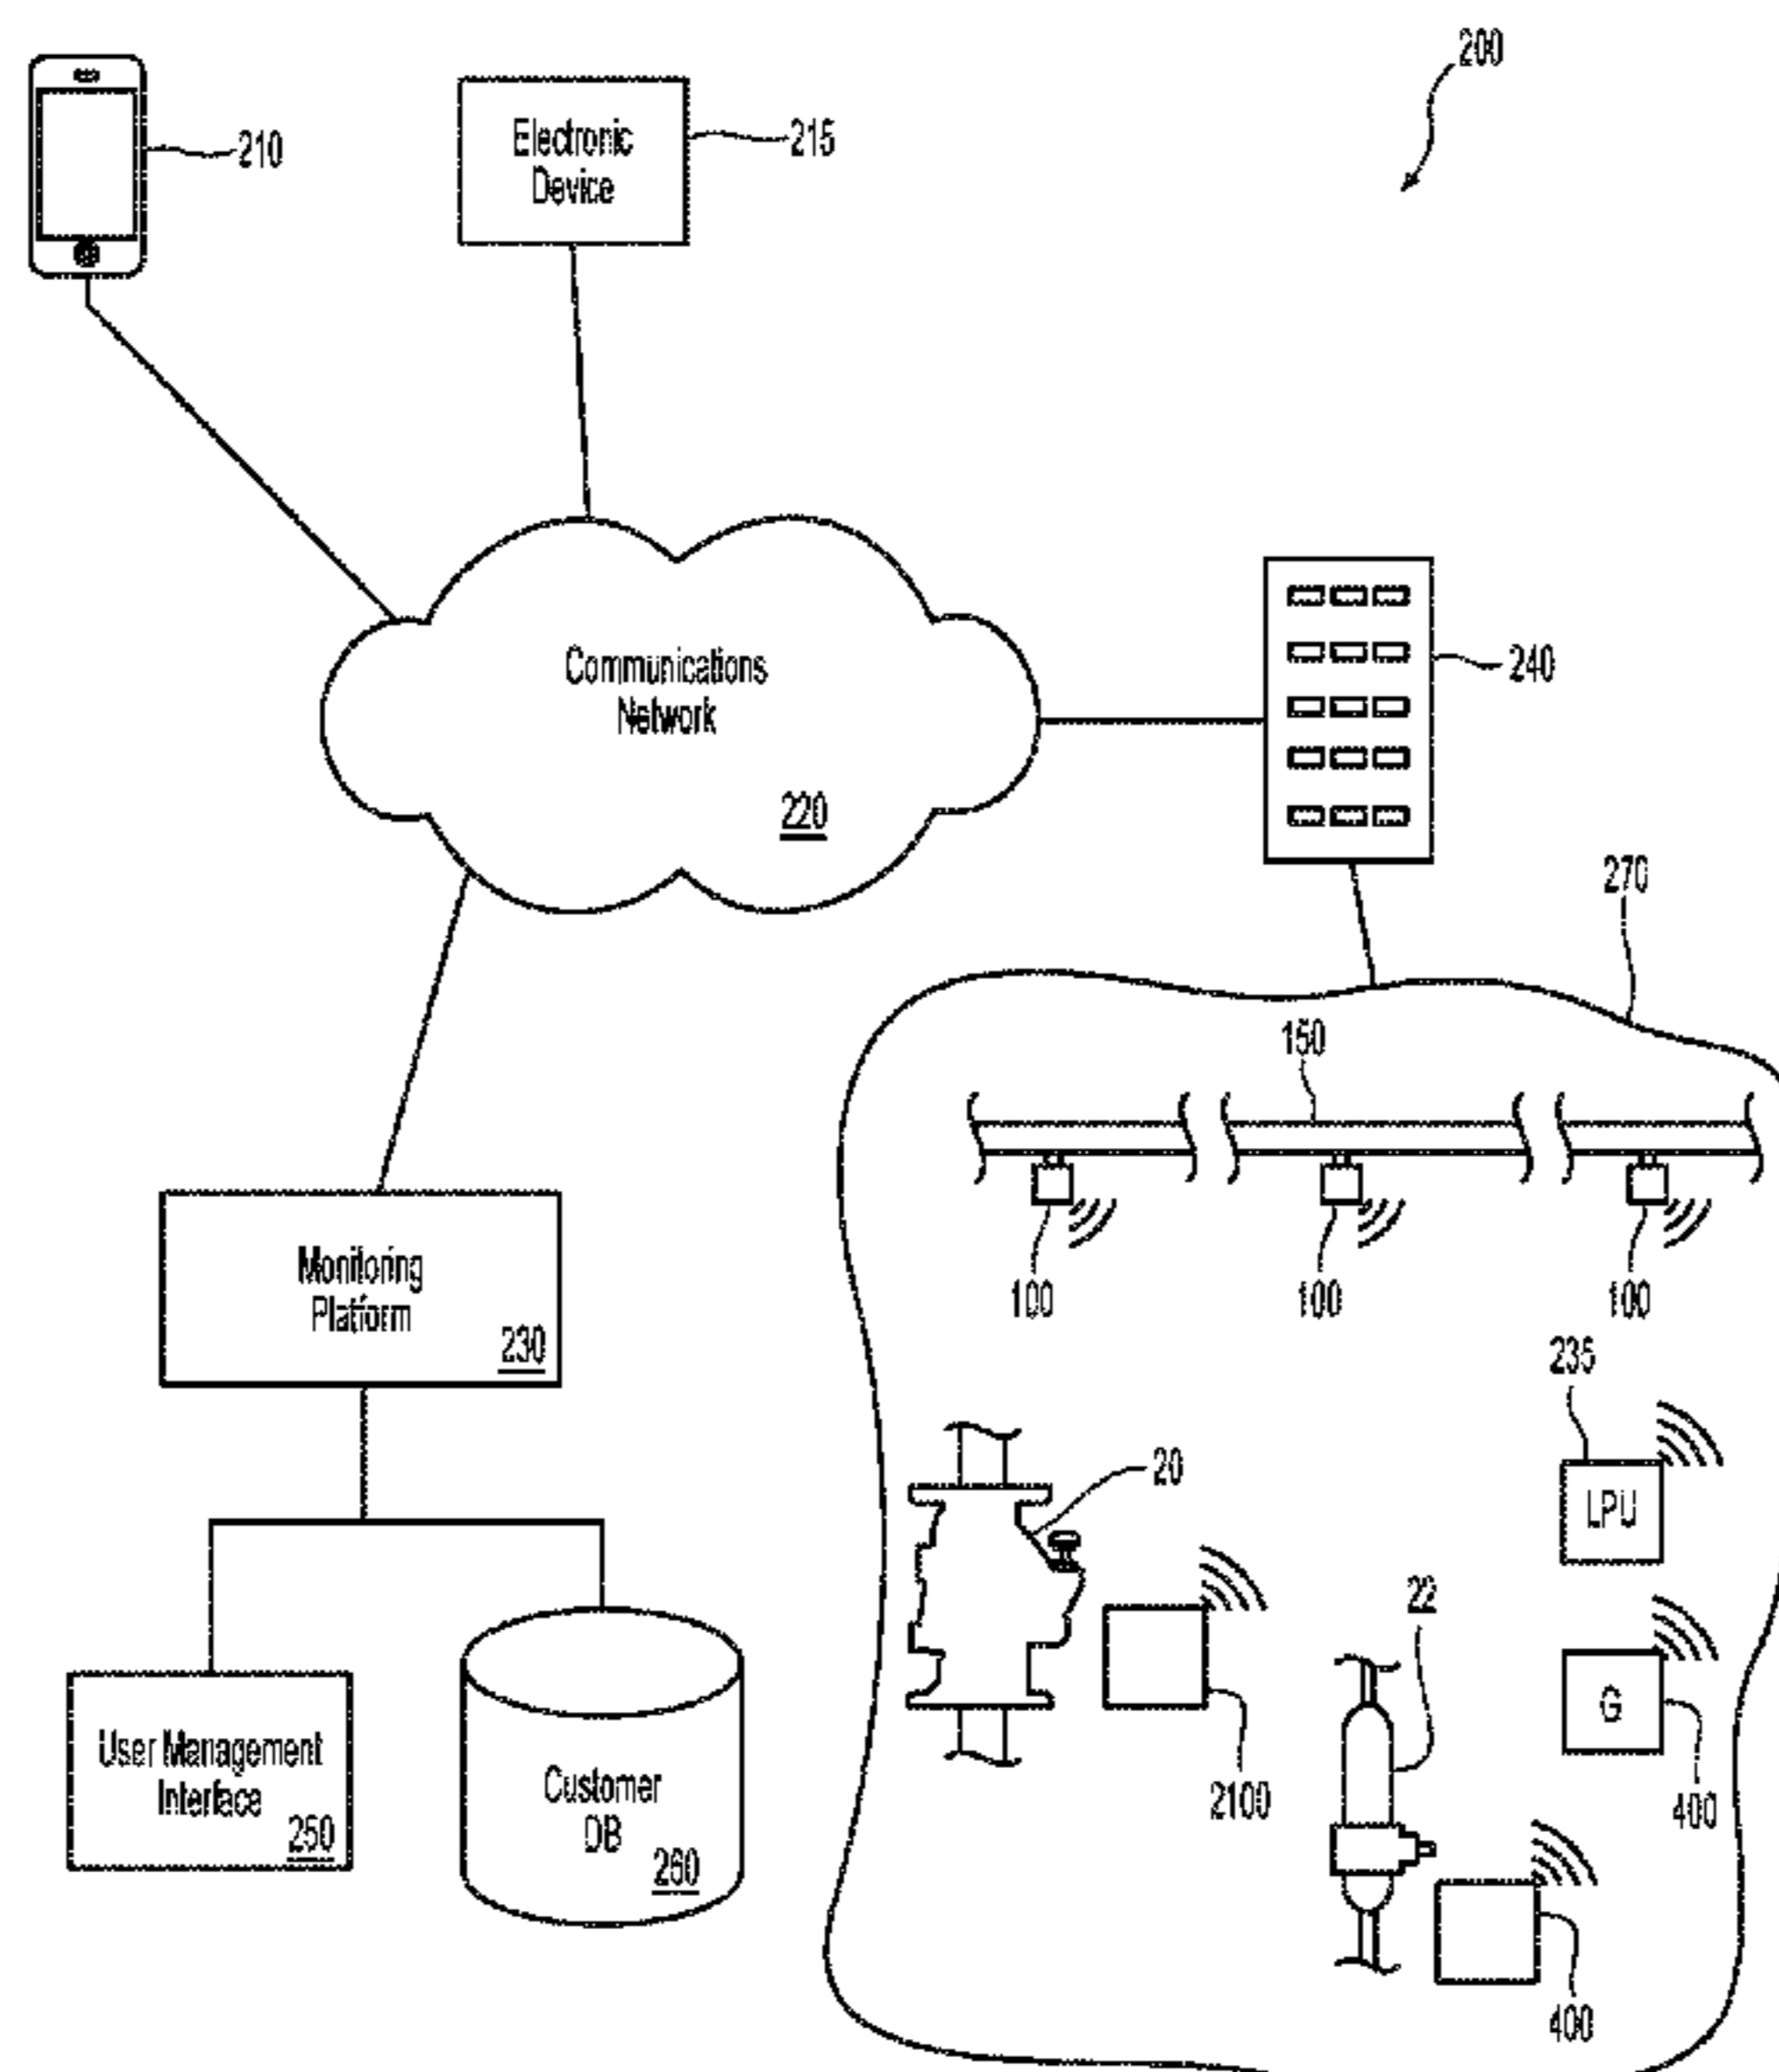 200
210
Electronic
Device
215
Communications
Network
220
240
270
150
100
100
100
Monitoring
Platform
230
235
LPU
20
22
G
400
2100
User Management
Interface
250
Customer
DB
260
400